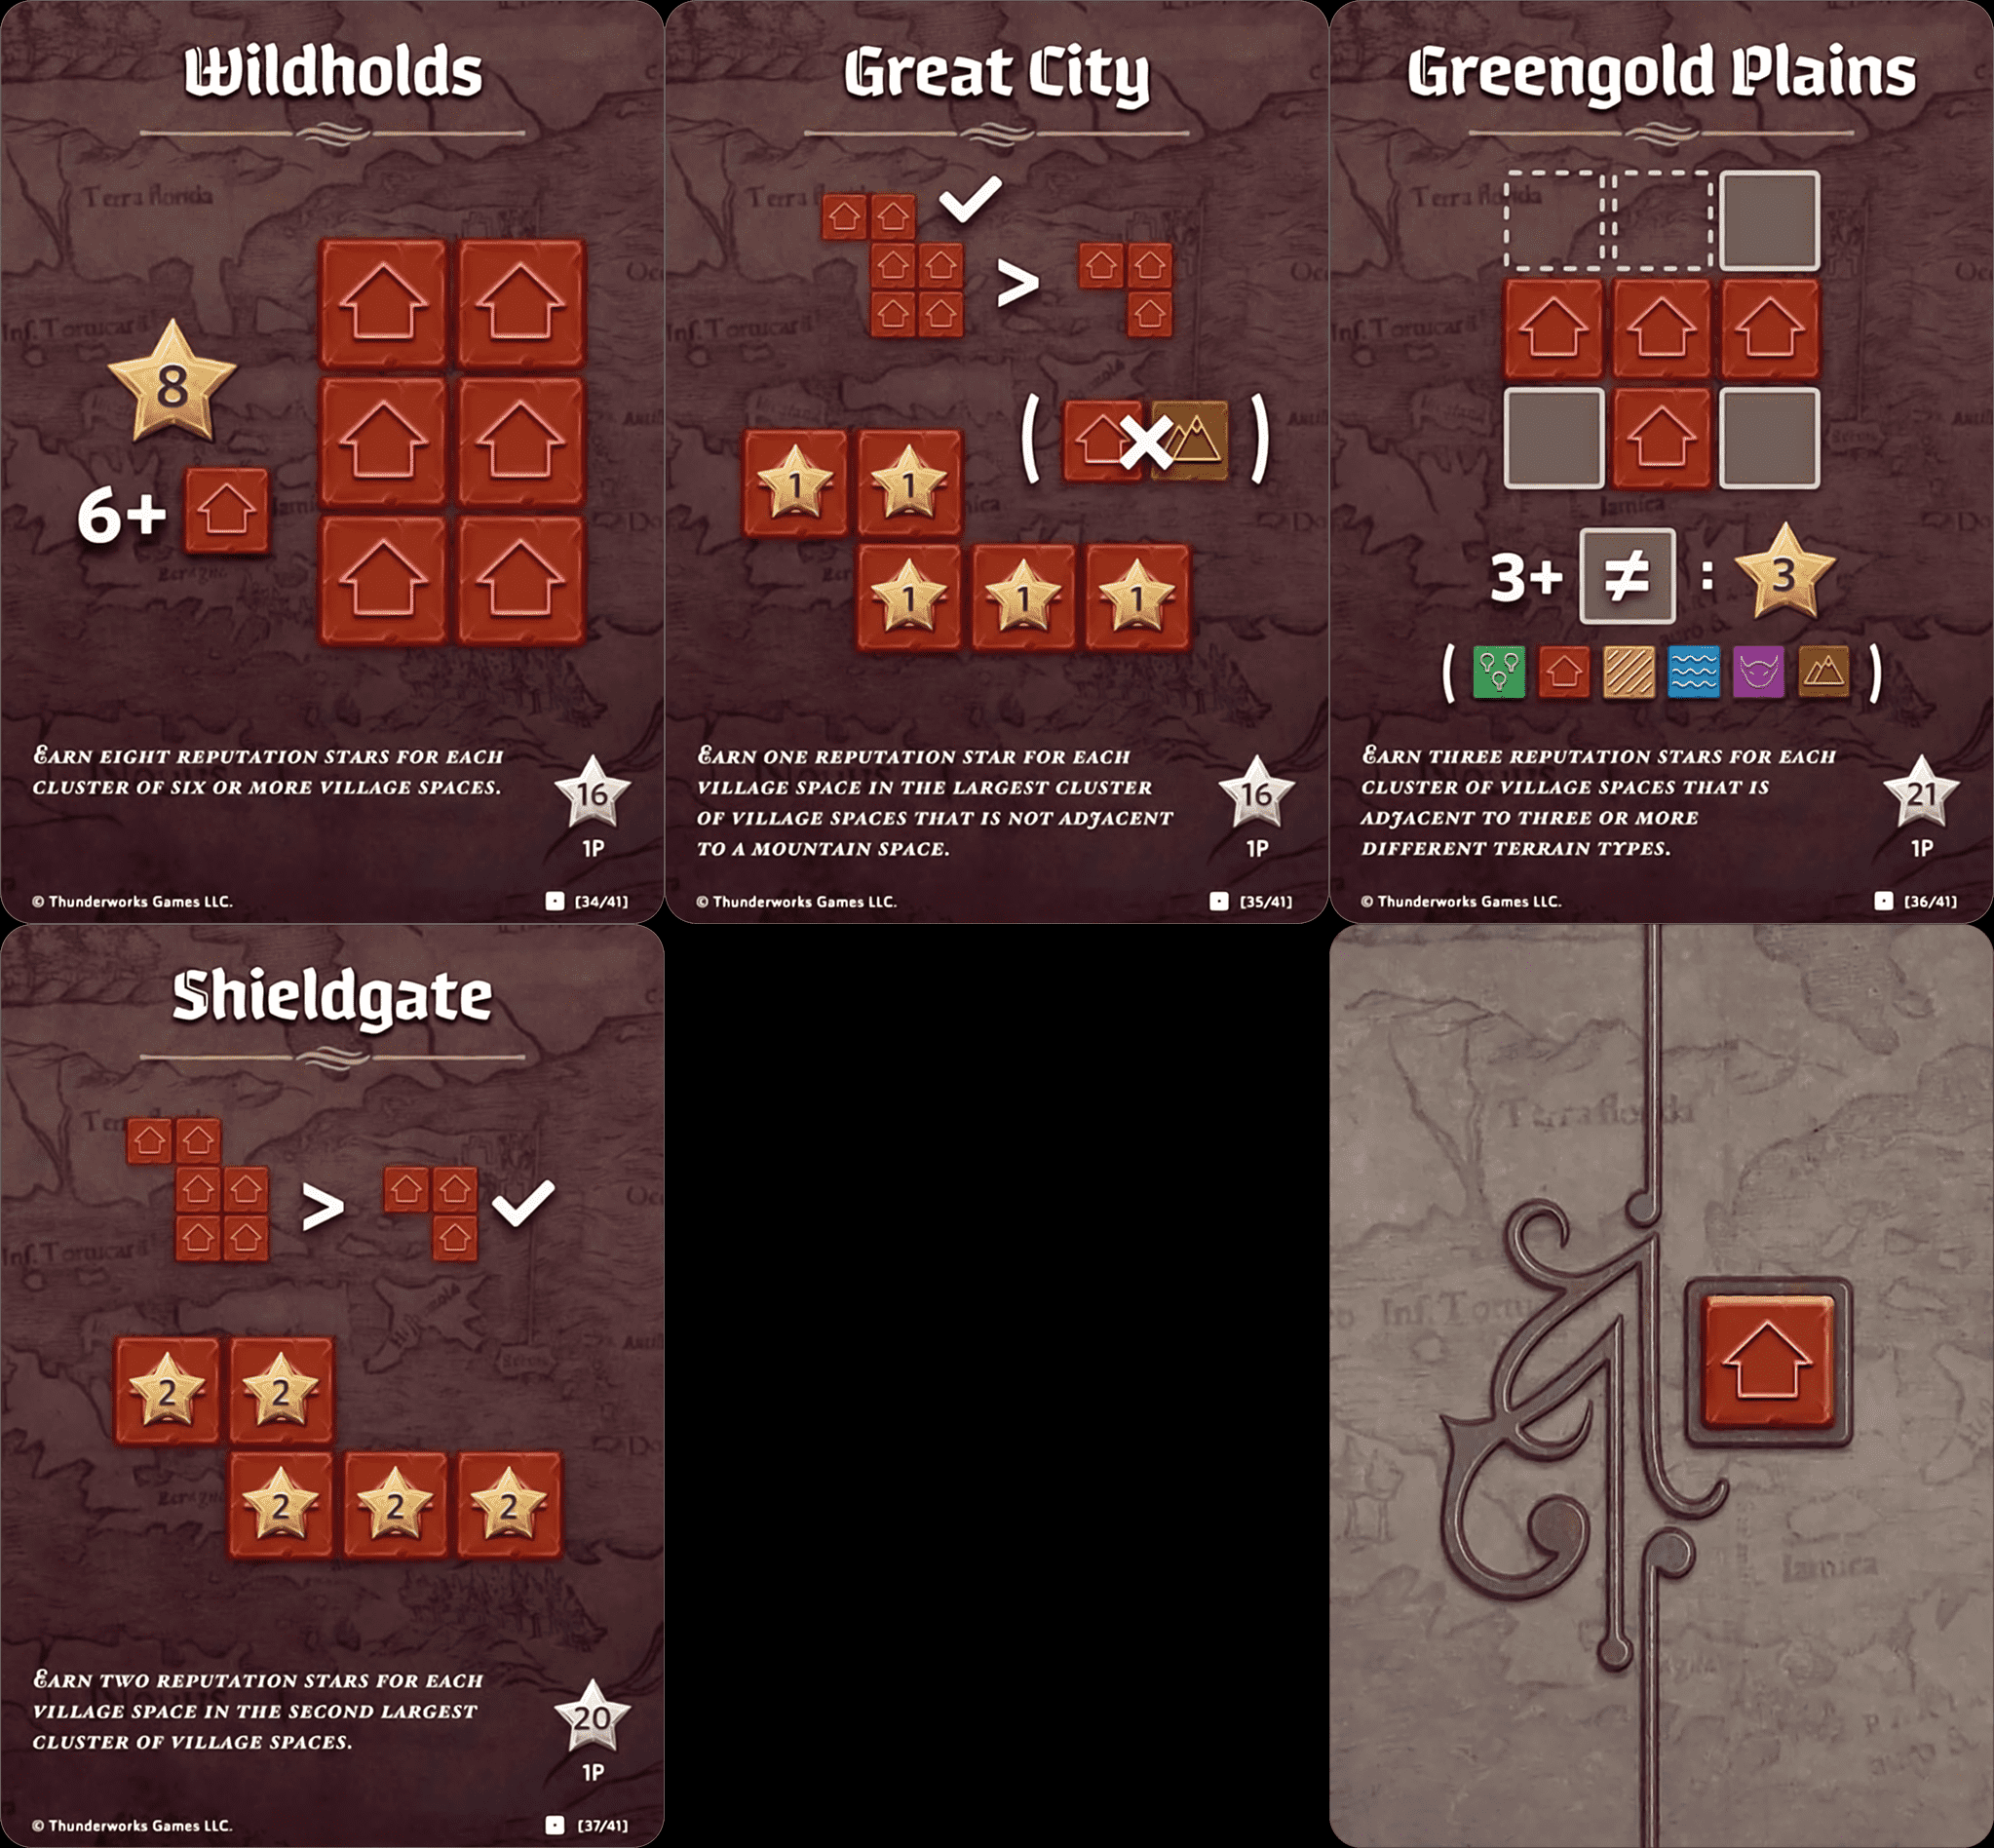 Wildholds
8
6+
EARN EIGHT REPUTATION STARS FOR EACH
CLUSTER OF SIX OR MORE VILLAGE SPACES.
16
1P
© Thunderworks Games LLC.
[34/41]
Great City
>
1 1
1 1 1
EARN ONE REPUTATION STAR FOR EACH
VILLAGE SPACE IN THE LARGEST CLUSTER
OF VILLAGE SPACES THAT IS NOT ADJACENT
TO A MOUNTAIN SPACE.
16
1P
© Thunderworks Games LLC.
[35/41]
Greengold Plains
3+ ≠ : 3
EARN THREE REPUTATION STARS FOR EACH
CLUSTER OF VILLAGE SPACES THAT IS
ADJACENT TO THREE OR MORE
DIFFERENT TERRAIN TYPES.
21
1P
© Thunderworks Games LLC.
[36/41]
Shieldgate
>
2 2
2 2 2
EARN TWO REPUTATION STARS FOR EACH
VILLAGE SPACE IN THE SECOND LARGEST
CLUSTER OF VILLAGE SPACES.
20
1P
© Thunderworks Games LLC.
[37/41]
Terra florida
Jamica